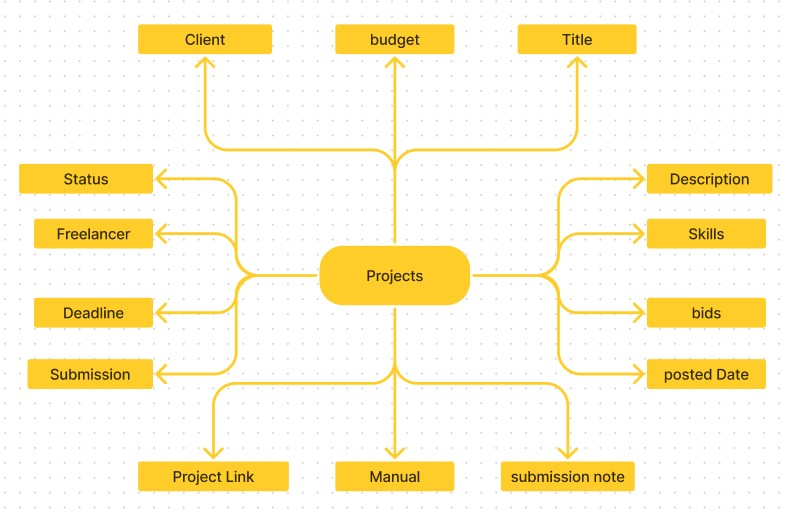 Client
budget
Title
Status
Description
Freelancer
Skills
Projects
Deadline
bids
Submission
posted Date
Project Link
Manual
submission note